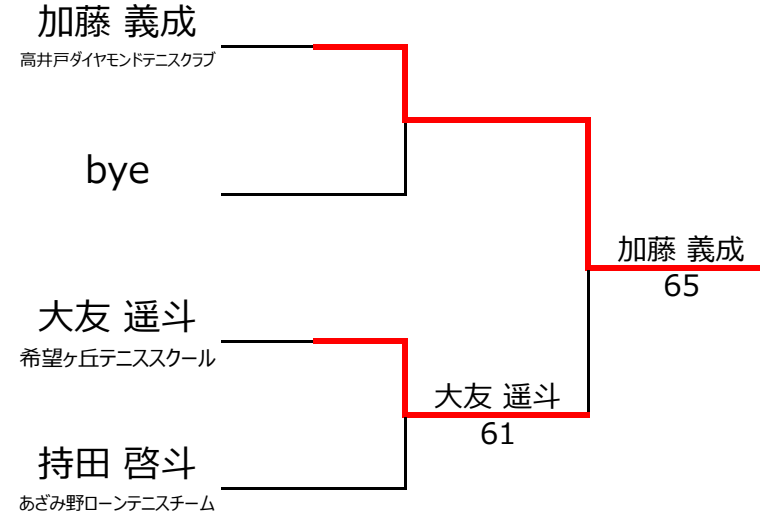 加藤 義成
高井戸ダイヤモンドテニスクラブ
bye
加藤 義成
65
大友 遥斗
希望ヶ丘テニススクール
大友 遥斗
61
持田 啓斗
あざみ野ローンテニスチーム